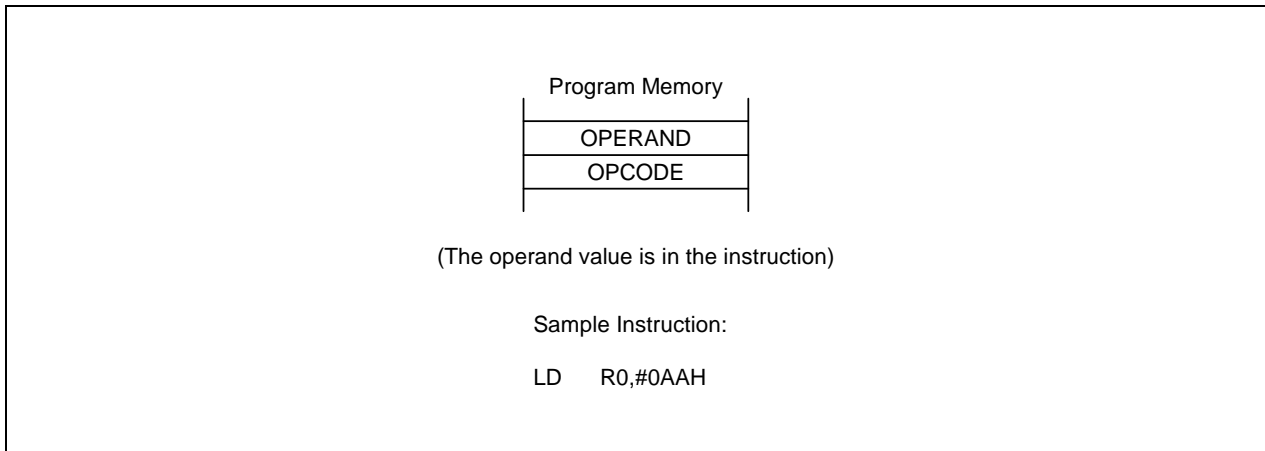 Program Memory
OPERAND
OPCODE
(The operand value is in the instruction)
Sample Instruction:
LD R0,#0AAH